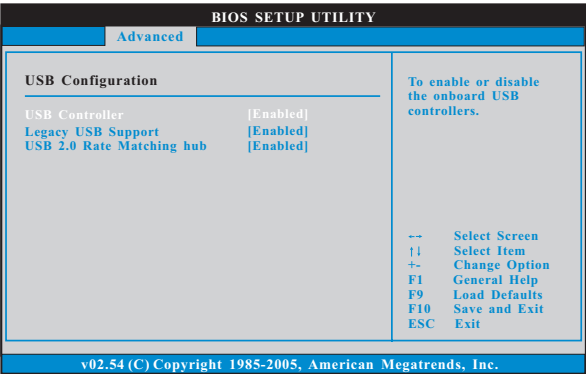 BIOS SETUP UTILITY
Advanced
USB Configuration
USB Controller [Enabled]
Legacy USB Support [Enabled]
USB 2.0 Rate Matching hub [Enabled]
To enable or disable
the onboard USB
controllers.
←→ Select Screen
↑↓ Select Item
+- Change Option
F1 General Help
F9 Load Defaults
F10 Save and Exit
ESC Exit
v02.54 (C) Copyright 1985-2005, American Megatrends, Inc.